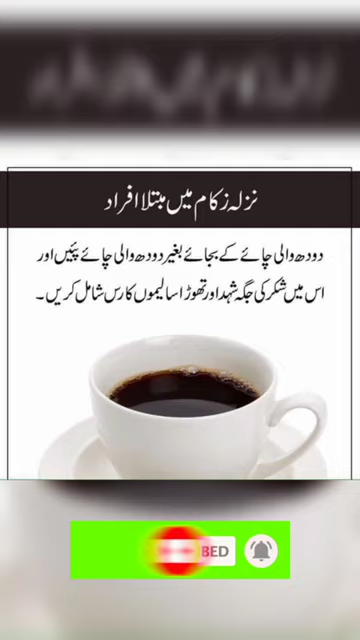 نزلہ زکام میں مبتلا افراد
دودھ والی چائے کے بجائے بغیر دودھ والی چائے پئیں اور
اس میں شکر کی جگہ شہد اور تھوڑا سا لیموں کا رس شامل کریں۔
BED